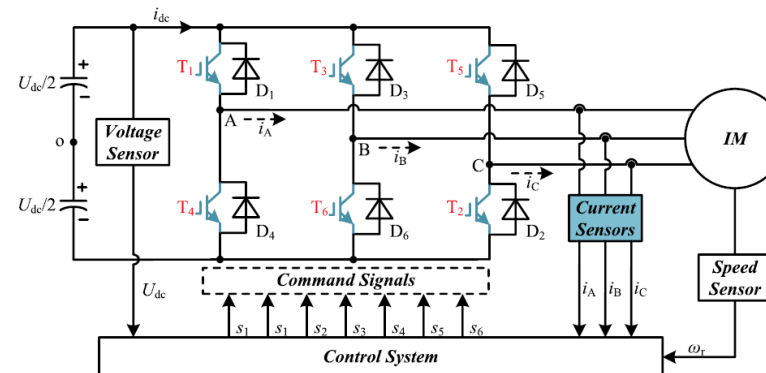 i_dc
T_1
T_3
T_5
+
U_dc/2
-
D_1
D_3
D_5
Voltage
Sensor
A
i_A
o
B
i_B
IM
C
i_C
+
U_dc/2
-
T_4
T_6
T_2
D_4
D_6
D_2
Current
Sensors
Command Signals
Speed
Sensor
U_dc
s_1
s_1
s_2
s_3
s_4
s_5
s_6
i_A
i_B
i_C
Control System
ω_r